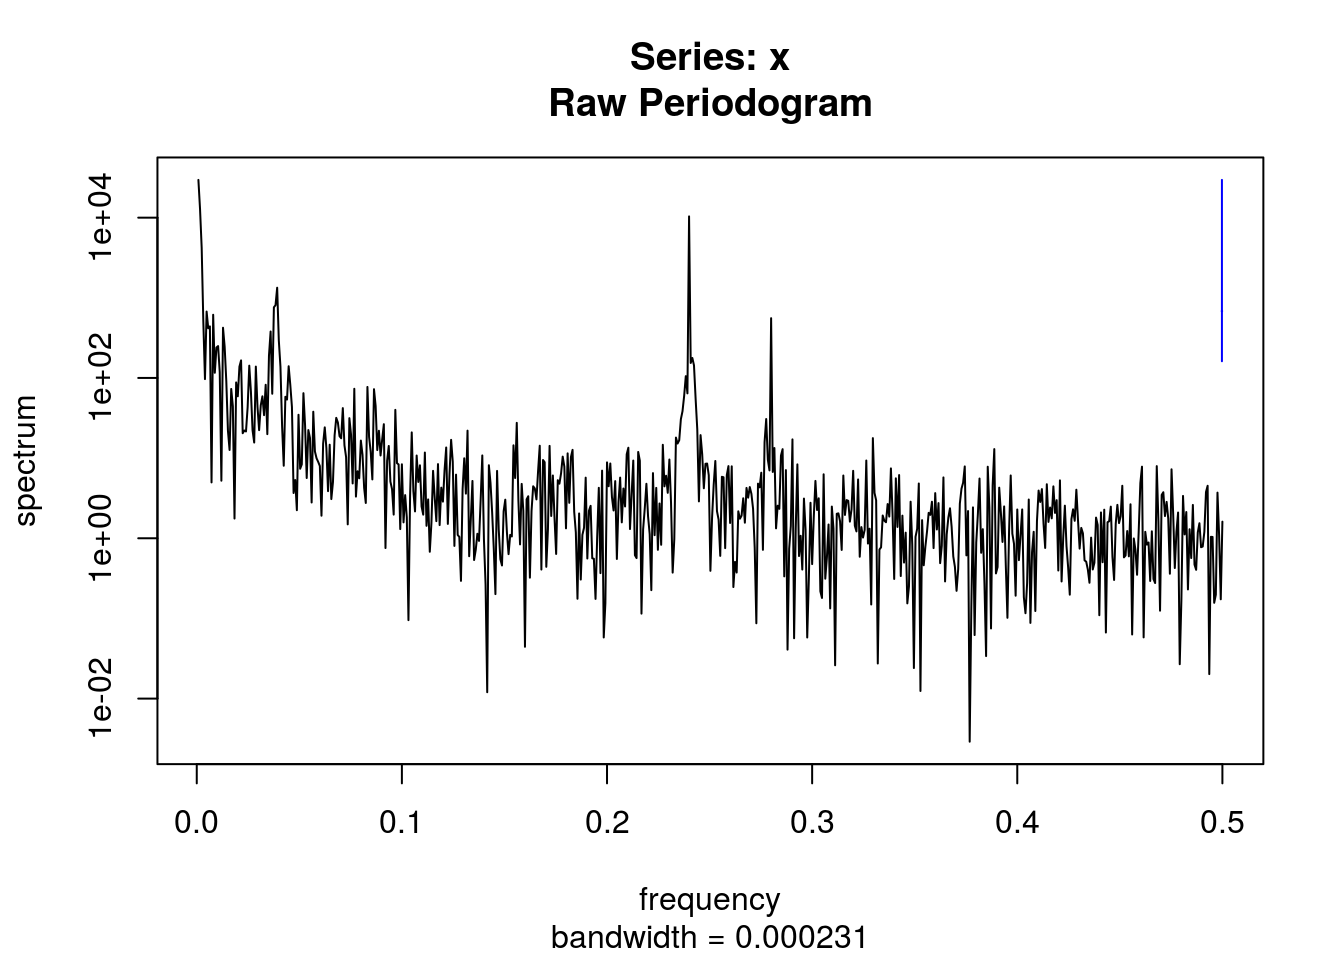 Series: x
Raw Periodogram
spectrum
1e+04
1e+02
1e+00
1e-02
0.0 0.1 0.2 0.3 0.4 0.5
frequency
bandwidth = 0.000231